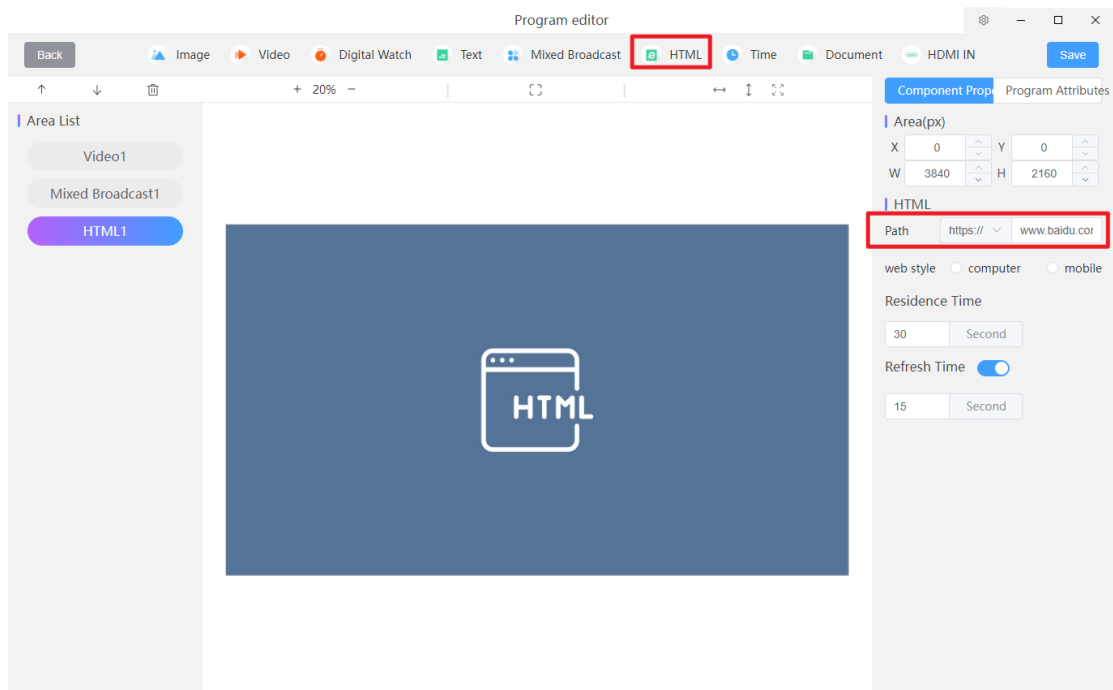 Program editor
Back Image Video Digital Watch Text Mixed Broadcast HTML Time Document HDMI IN Save
+ 20% −
Component Prope Program Attributes
Area List
Area(px)
Video1
X 0 Y 0
W 3840 H 2160
Mixed Broadcast1
HTML
HTML1
Path https:// www.baidu.cor
web style computer mobile
Residence Time
30 Second
Refresh Time
HTML
15 Second